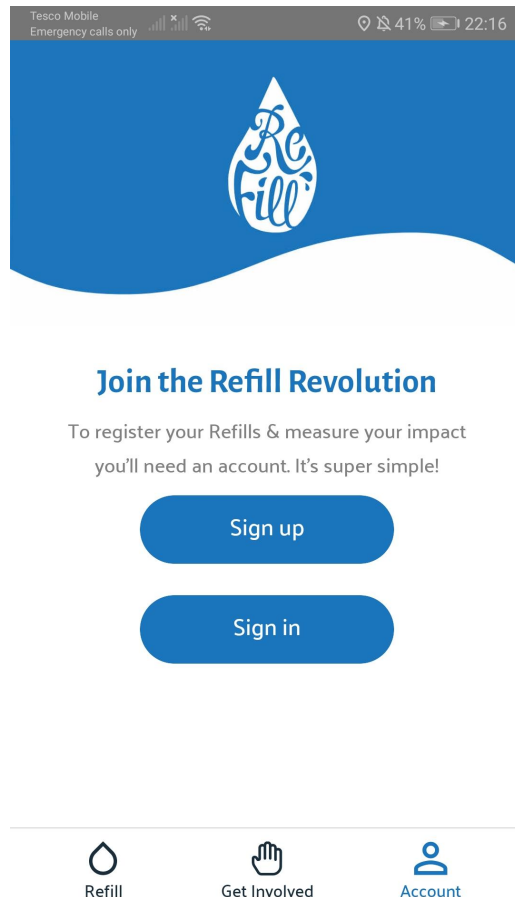 Tesco Mobile
Emergency calls only
41% 22:16
Re
Fill
Join the Refill Revolution
To register your Refills & measure your impact
you'll need an account. It's super simple!
Sign up
Sign in
Refill Get Involved Account